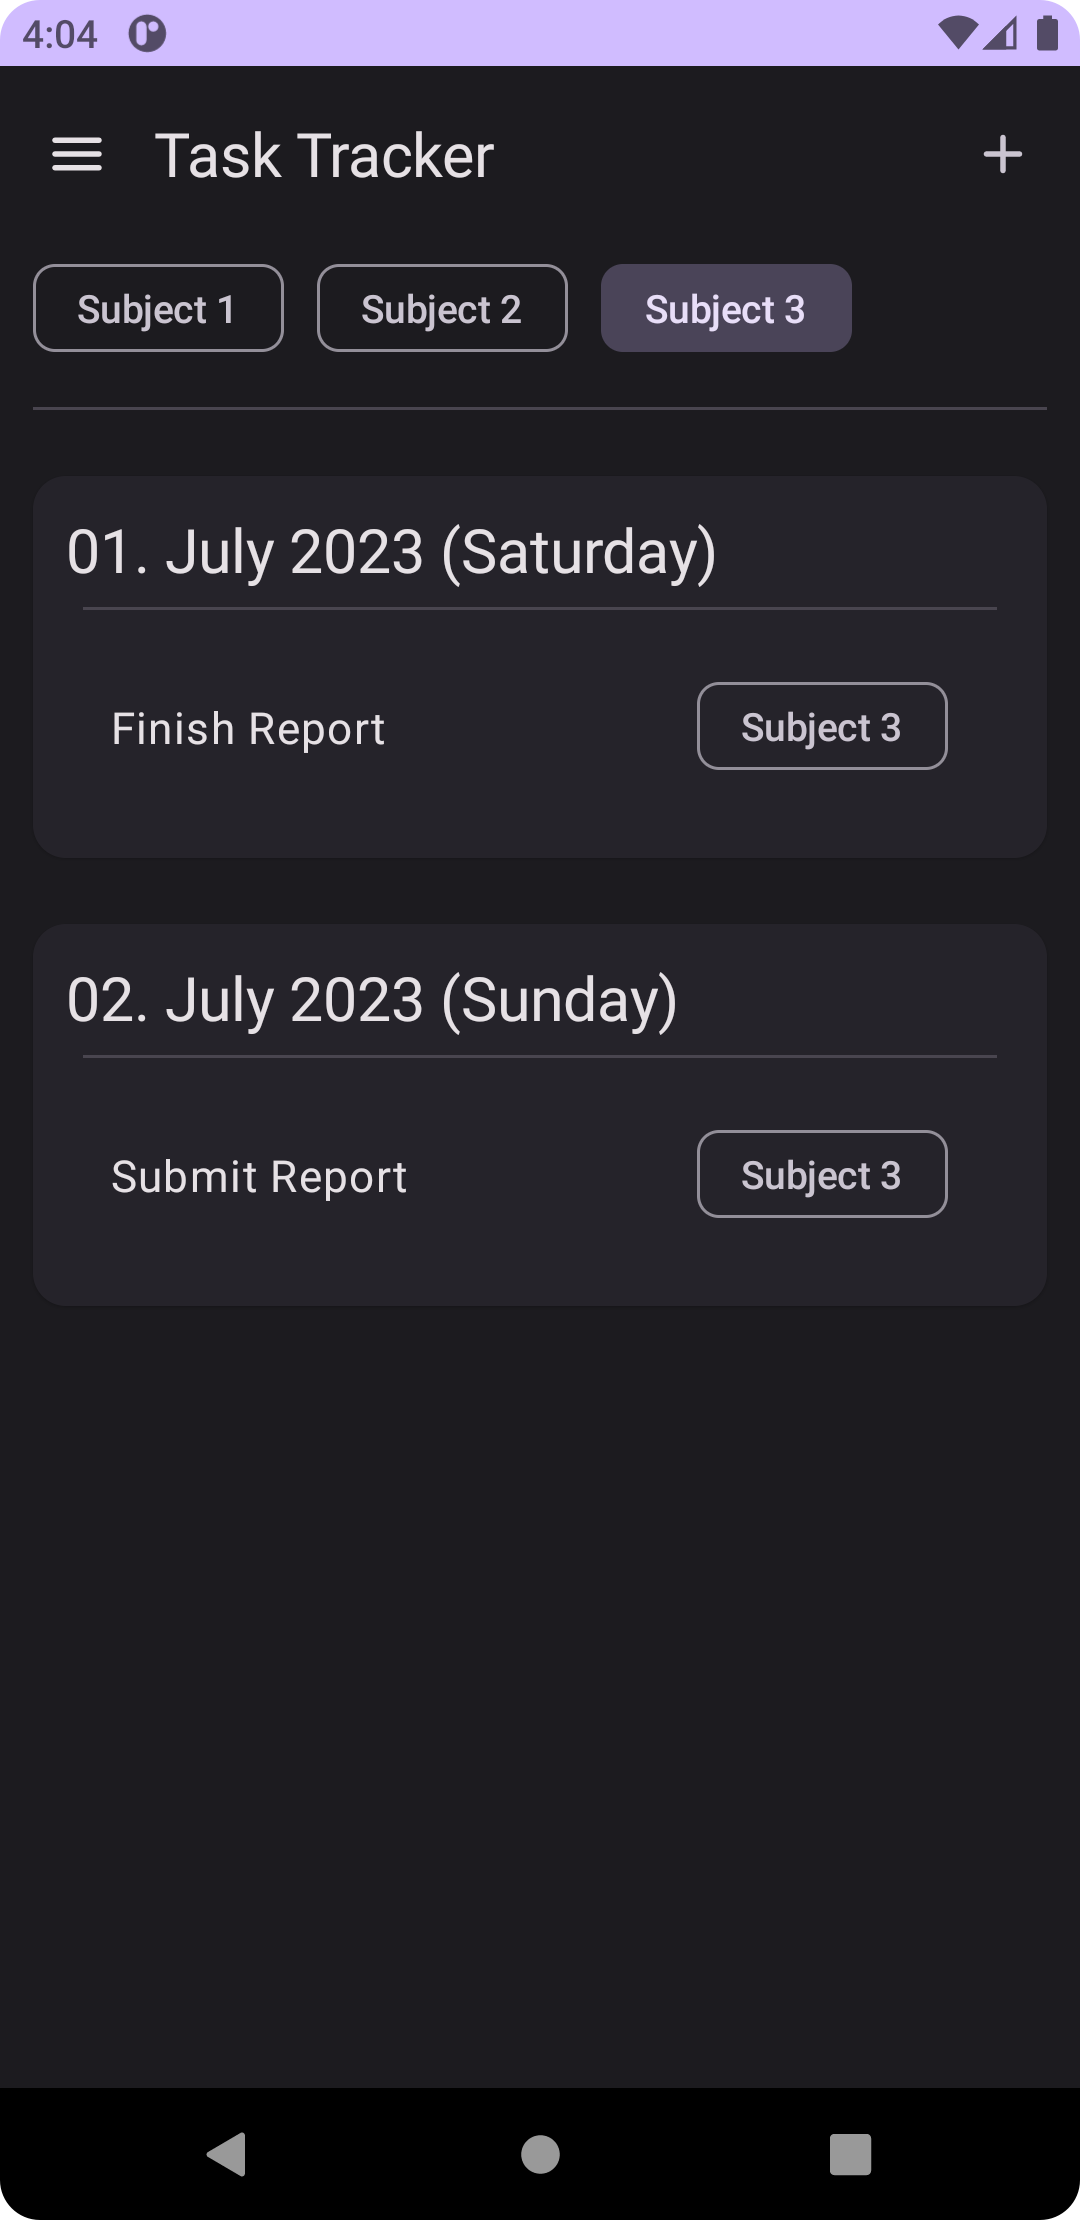 4:04
Task Tracker
Subject 1 Subject 2 Subject 3
01. July 2023 (Saturday)
Finish Report Subject 3
02. July 2023 (Sunday)
Submit Report Subject 3